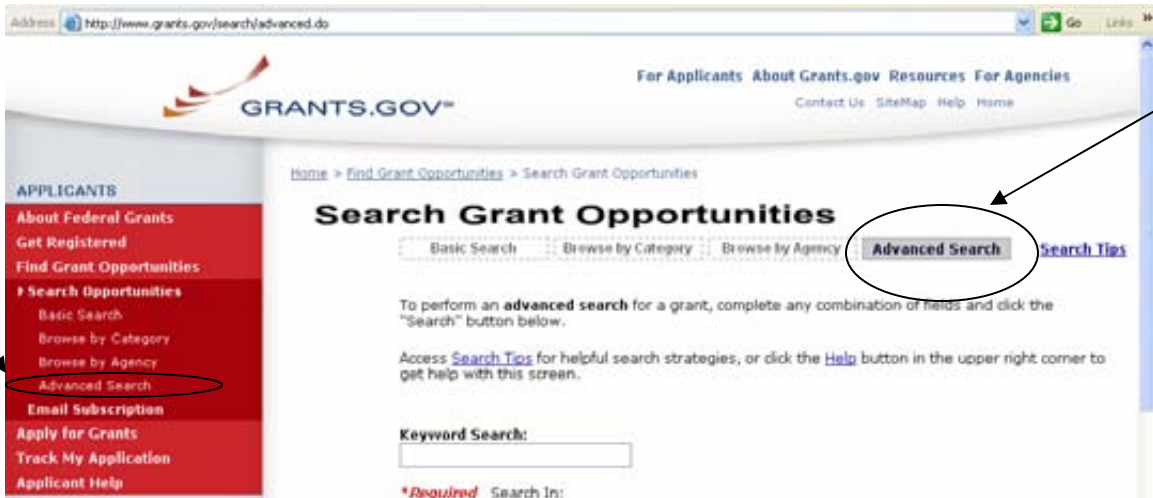 Address http://www.grants.gov/search/advanced.do Go Links
GRANTS.GOV℠
For Applicants About Grants.gov Resources For Agencies
Contact Us SiteMap Help Home
APPLICANTS
About Federal Grants
Get Registered
Find Grant Opportunities
Search Opportunities
Basic Search
Browse by Category
Browse by Agency
Advanced Search
Email Subscription
Apply for Grants
Track My Application
Applicant Help
Home > Find Grant Opportunities > Search Grant Opportunities
Search Grant Opportunities
Basic Search Browse by Category Browse by Agency Advanced Search Search Tips
To perform an advanced search for a grant, complete any combination of fields and click the
"Search" button below.
Access Search Tips for helpful search strategies, or click the Help button in the upper right corner to
get help with this screen.
Keyword Search:
*Required Search In: